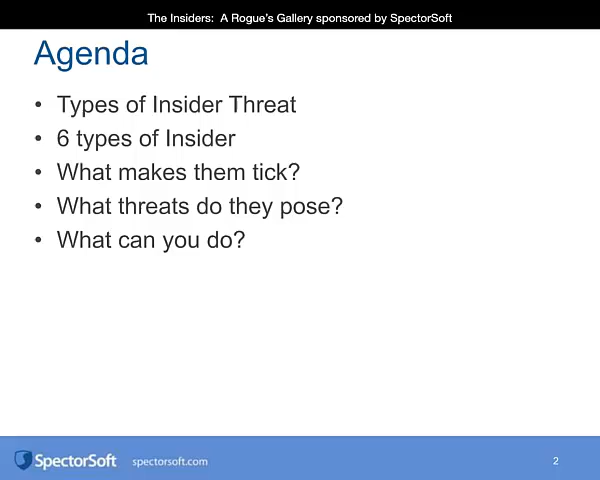 The Insiders:  A Rogue's Gallery sponsored by SpectorSoft
Agenda
• Types of Insider Threat
• 6 types of Insider
• What makes them tick?
• What threats do they pose?
• What can you do?
SpectorSoft spectorsoft.com 2